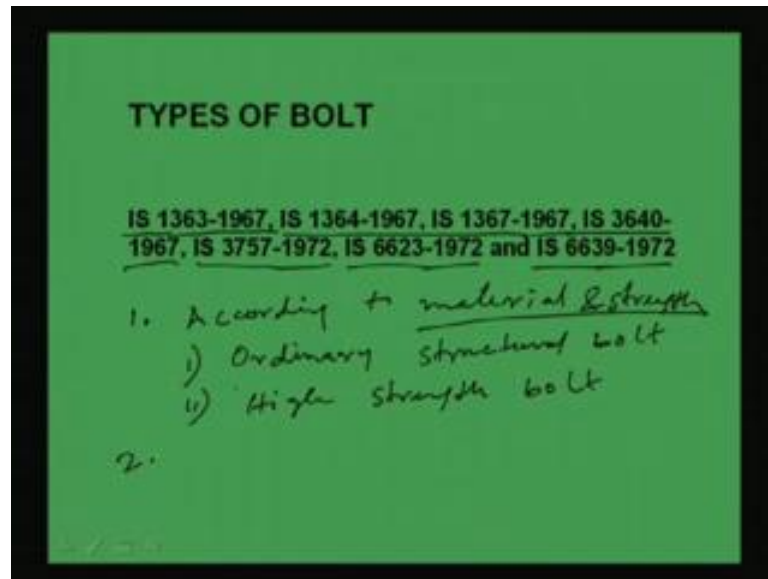 TYPES OF BOLT
IS 1363-1967, IS 1364-1967, IS 1367-1967, IS 3640-
1967, IS 3757-1972, IS 6623-1972 and IS 6639-1972
1. According to material & strength
i) Ordinary structural bolt
ii) High strength bolt
2.